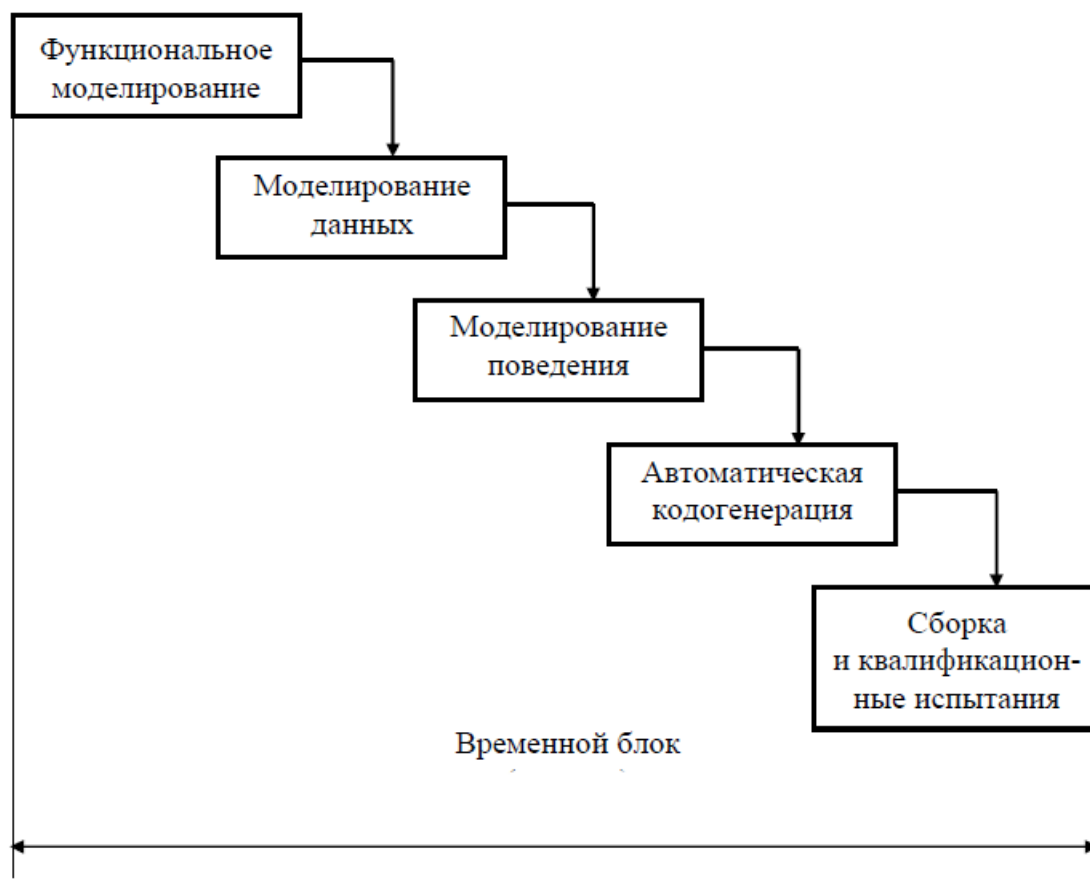 Функциональное
моделирование
Моделирование
данных
Моделирование
поведения
Автоматическая
кодогенерация
Сборка
и квалификацион-
ные испытания
Временной блок